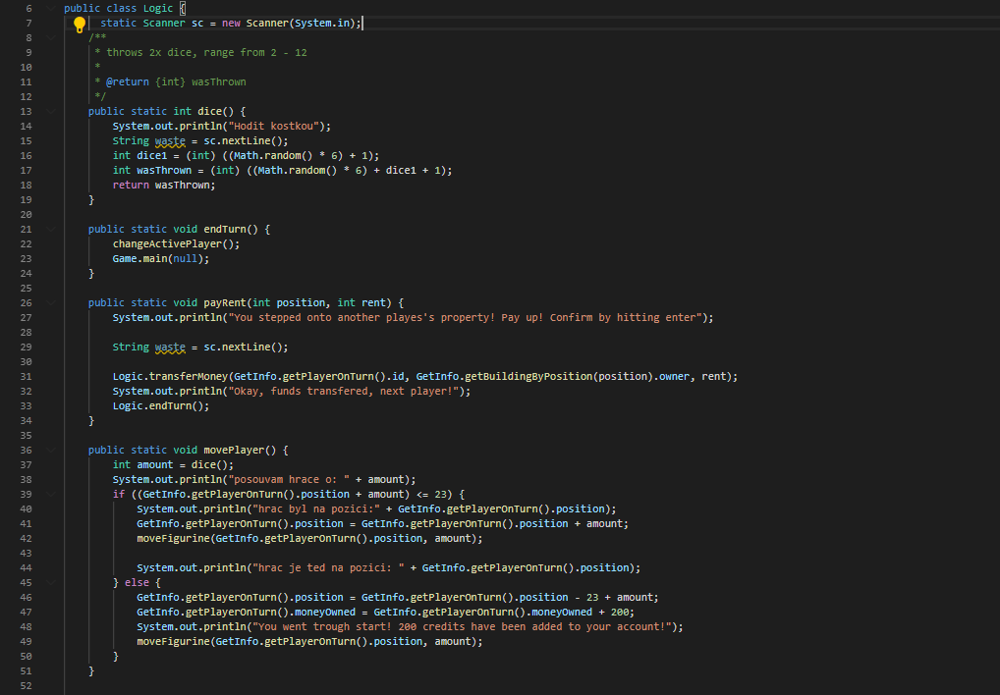 6 public class Logic {
7 static Scanner sc = new Scanner(System.in);
8 /**
9 * throws 2x dice, range from 2 - 12
10 *
11 * @return {int} wasThrown
12 */
13 public static int dice() {
14 System.out.println("Hodit kostkou");
15 String waste = sc.nextLine();
16 int dice1 = (int) ((Math.random() * 6) + 1);
17 int wasThrown = (int) ((Math.random() * 6) + dice1 + 1);
18 return wasThrown;
19 }
20
21 public static void endTurn() {
22 changeActivePlayer();
23 Game.main(null);
24 }
25
26 public static void payRent(int position, int rent) {
27 System.out.println("You stepped onto another playes's property! Pay up! Confirm by hitting enter");
28
29 String waste = sc.nextLine();
30
31 Logic.transferMoney(GetInfo.getPlayerOnTurn().id, GetInfo.getBuildingByPosition(position).owner, rent);
32 System.out.println("Okay, funds transfered, next player!");
33 Logic.endTurn();
34 }
35
36 public static void movePlayer() {
37 int amount = dice();
38 System.out.println("posouvam hrace o: " + amount);
39 if ((GetInfo.getPlayerOnTurn().position + amount) <= 23) {
40 System.out.println("hrac byl na pozici:" + GetInfo.getPlayerOnTurn().position);
41 GetInfo.getPlayerOnTurn().position = GetInfo.getPlayerOnTurn().position + amount;
42 moveFigurine(GetInfo.getPlayerOnTurn().position, amount);
43
44 System.out.println("hrac je ted na pozici: " + GetInfo.getPlayerOnTurn().position);
45 } else {
46 GetInfo.getPlayerOnTurn().position = GetInfo.getPlayerOnTurn().position - 23 + amount;
47 GetInfo.getPlayerOnTurn().moneyOwned = GetInfo.getPlayerOnTurn().moneyOwned + 200;
48 System.out.println("You went trough start! 200 credits have been added to your account!");
49 moveFigurine(GetInfo.getPlayerOnTurn().position, amount);
50 }
51 }
52